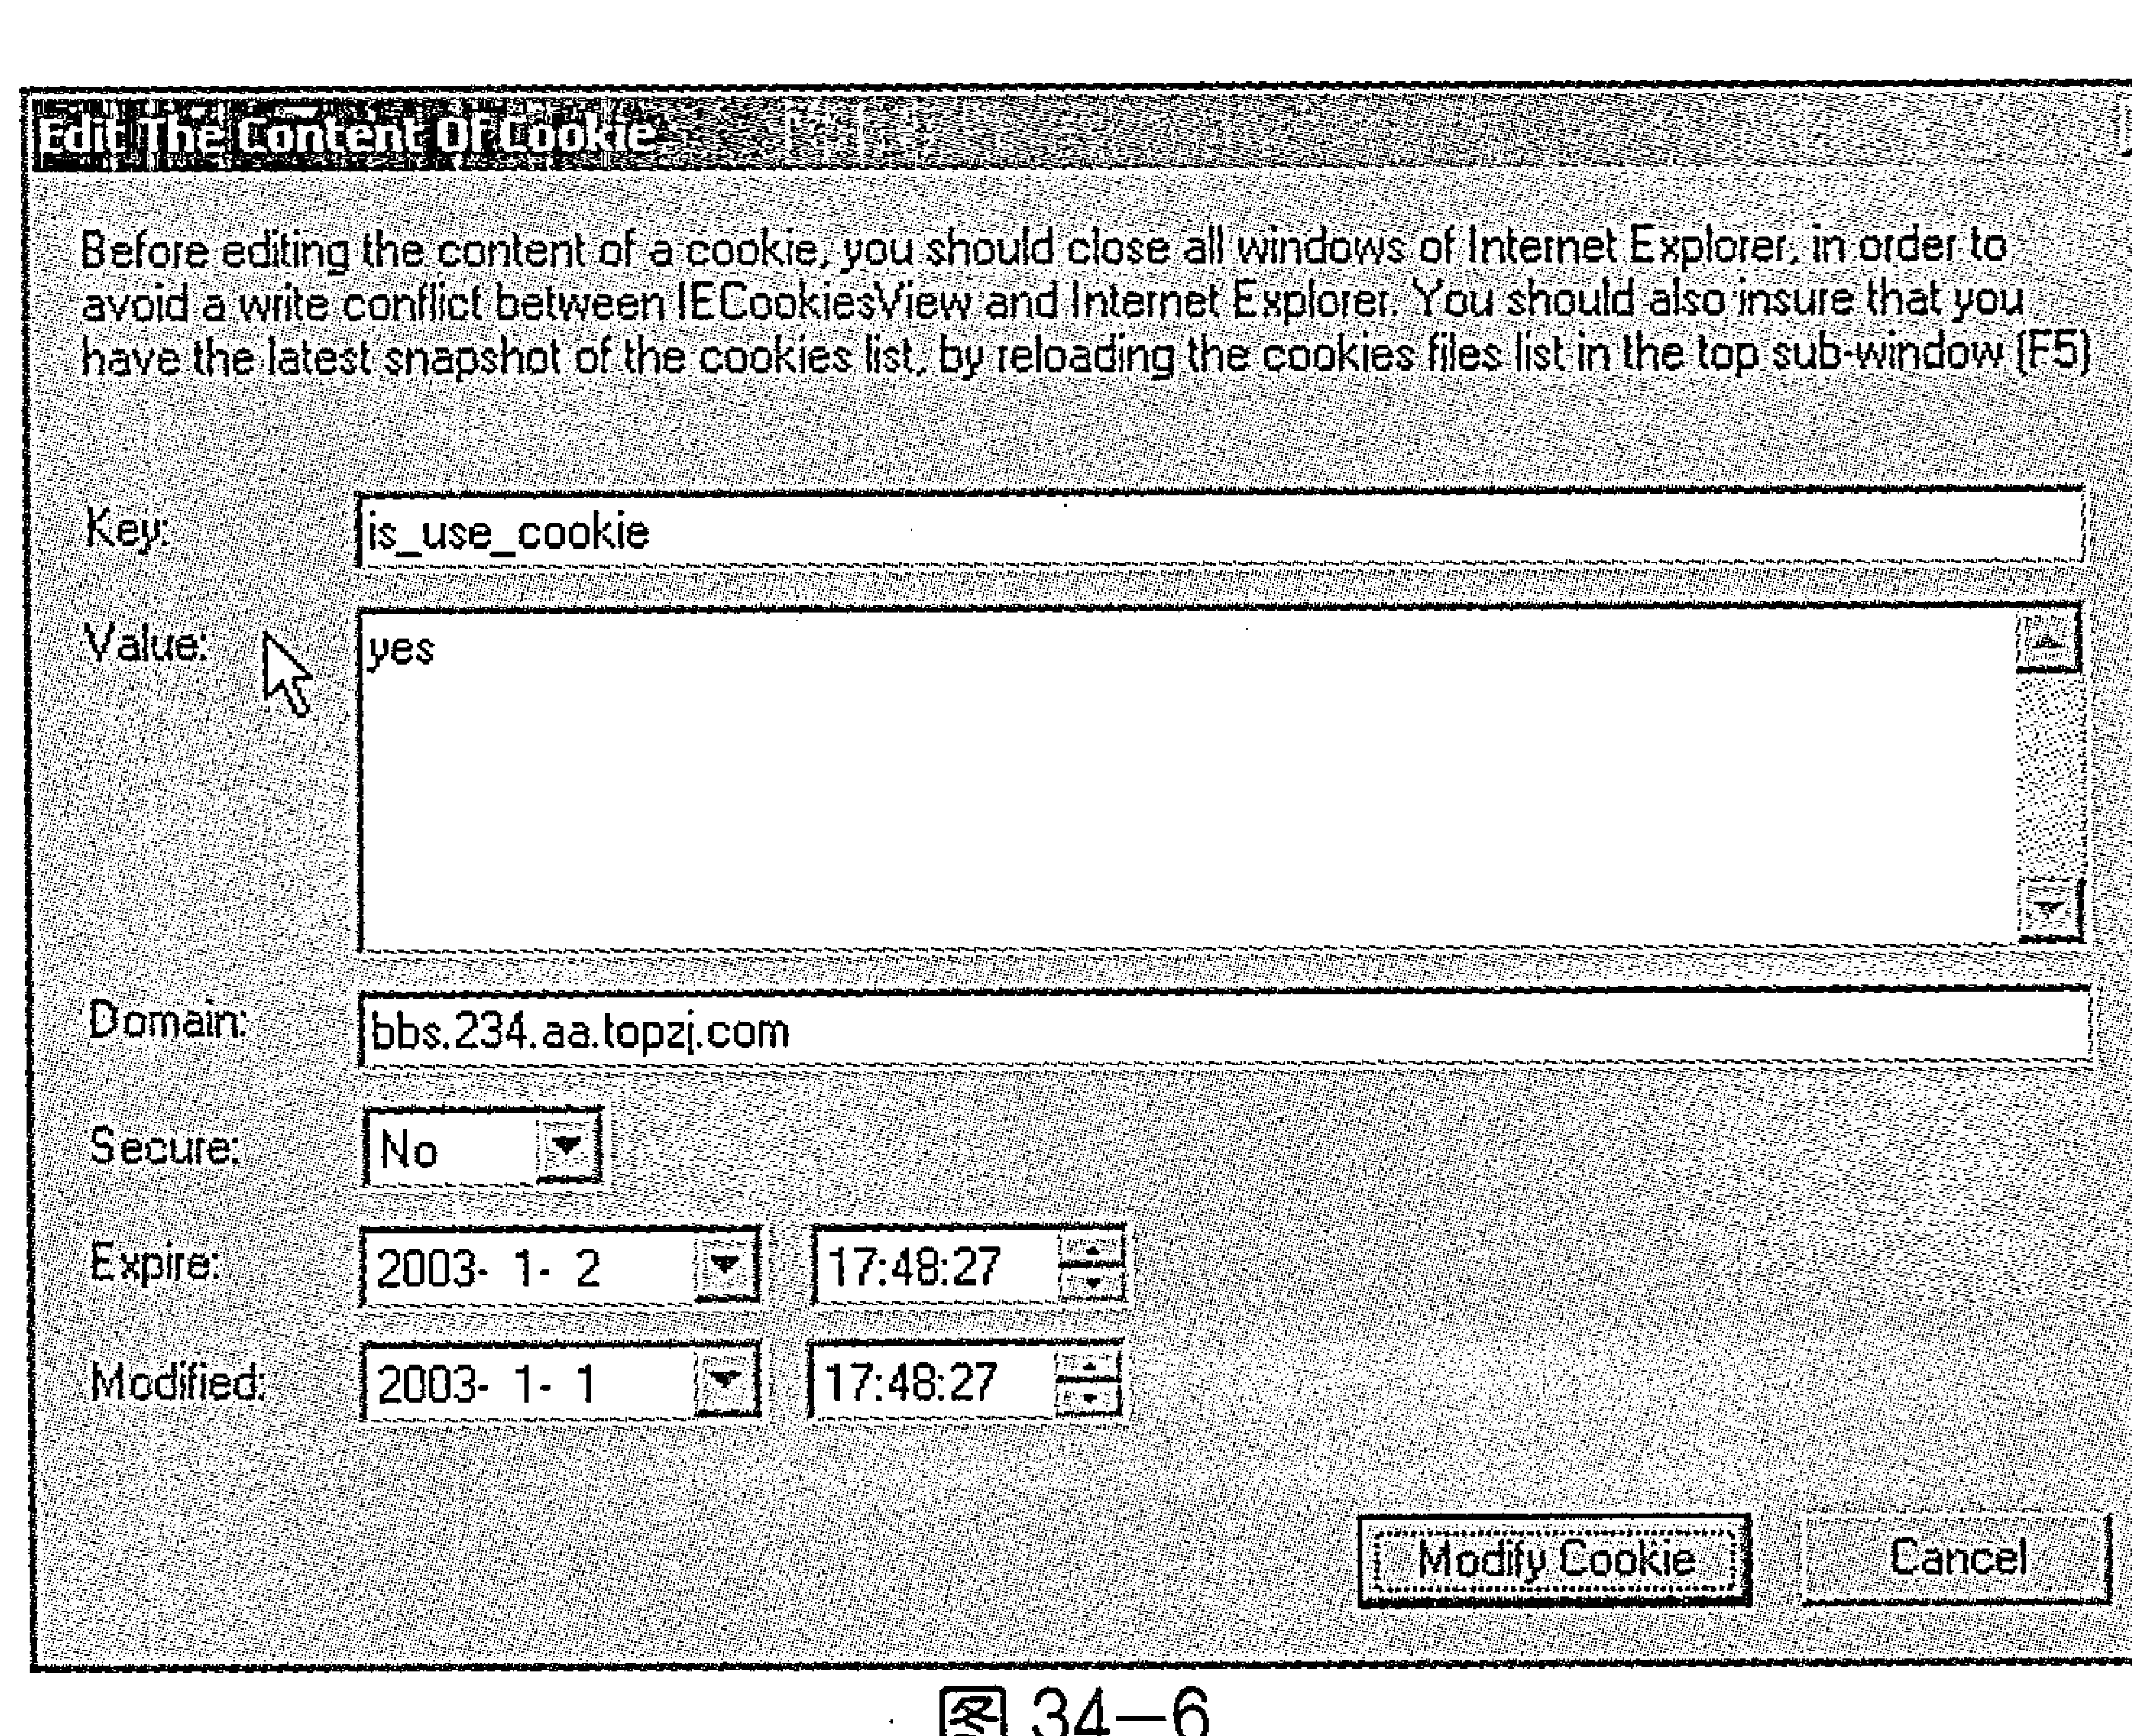 Edit The Content Of Cookie
Before editing the content of a cookie, you should close all windows of Internet Explorer, in order to
avoid a write conflict between IECookiesView and Internet Explorer. You should also insure that you
have the latest snapshot of the cookies list, by reloading the cookies files list in the top sub-window (F5)
Key: is_use_cookie
Value: yes
Domain: bbs.234.aa.topzj.com
Secure: No
Expire: 2003- 1- 2 17:48:27
Modified: 2003- 1- 1 17:48:27
Modify Cookie Cancel
图 34-6